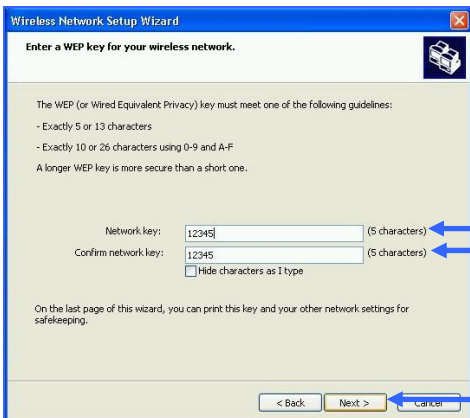 Wireless Network Setup Wizard
Enter a WEP key for your wireless network.
The WEP (or Wired Equivalent Privacy) key must meet one of the following guidelines:
- Exactly 5 or 13 characters
- Exactly 10 or 26 characters using 0-9 and A-F
A longer WEP key is more secure than a short one.
Network key: 12345 (5 characters)
Confirm network key: 12345 (5 characters)
Hide characters as I type
On the last page of this wizard, you can print this key and your other network settings for
safekeeping.
< Back Next > Cancel